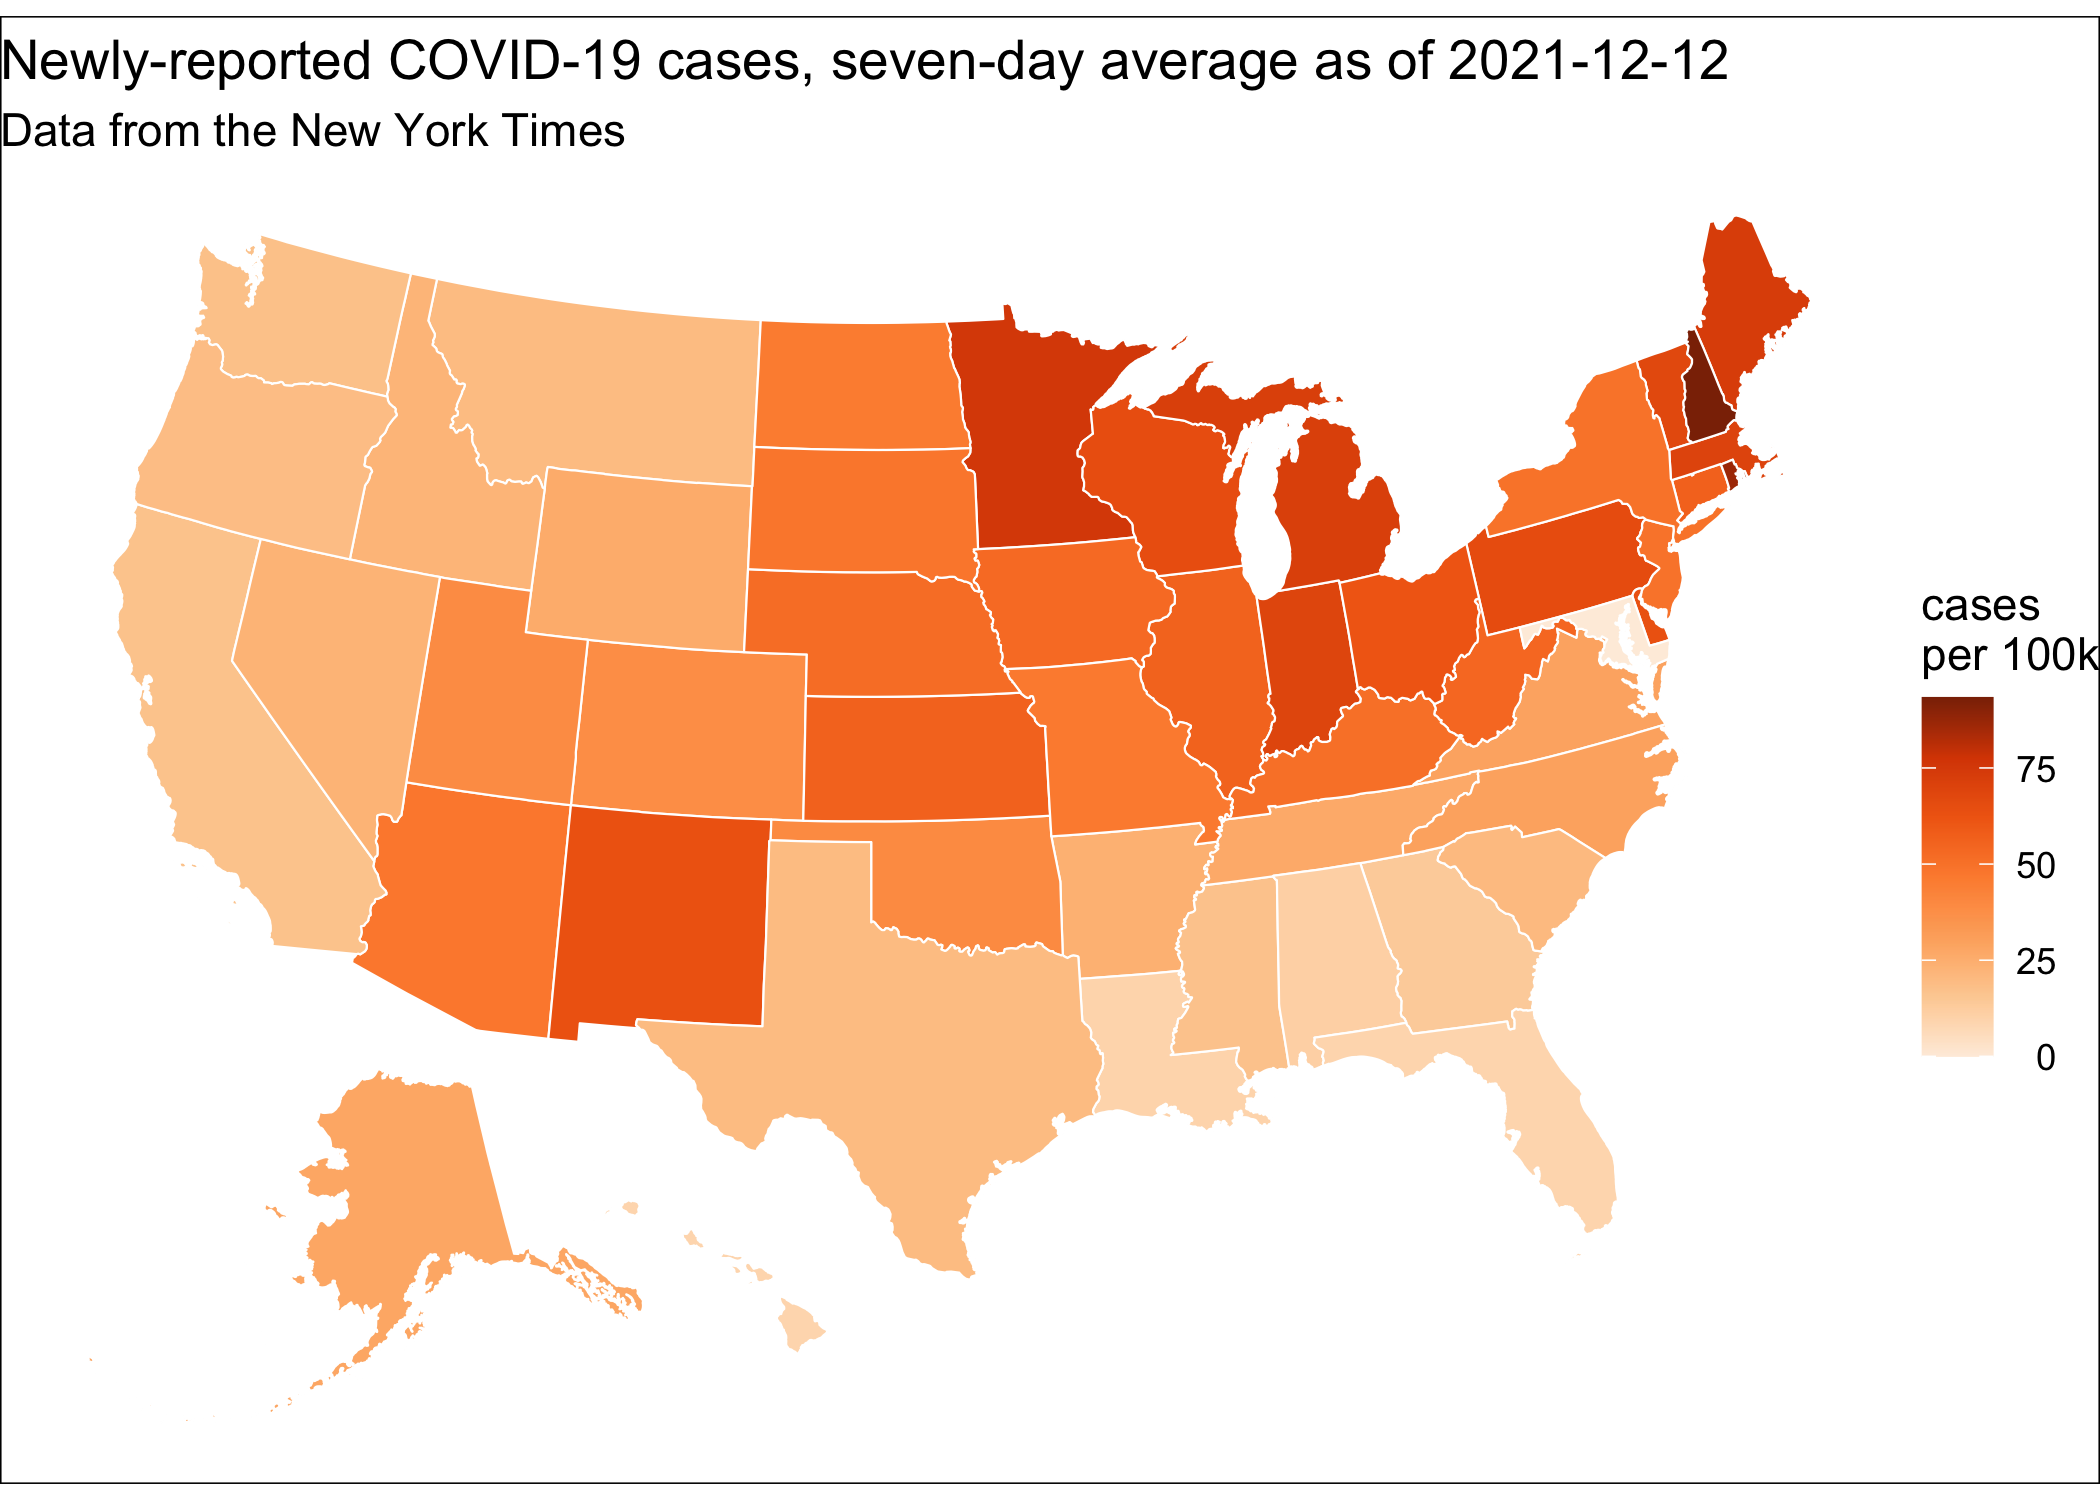 Newly-reported COVID-19 cases, seven-day average as of 2021-12-12
Data from the New York Times
cases
per 100k
75
50
25
0